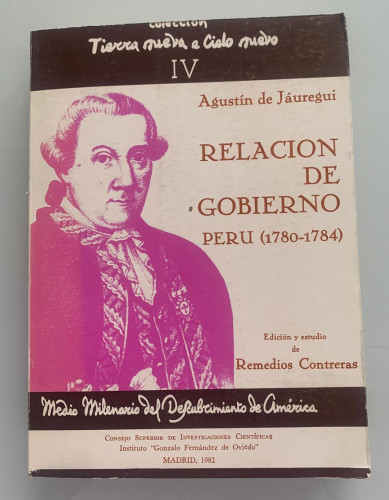 COLECCIÓN
Tierra nueva e Cielo nuevo
IV
Agustín de Jáuregui
RELACION
DE
GOBIERNO
PERU (1780-1784)
Edición y estudio
de
Remedios Contreras
Medio Milenario del Descubrimiento de América
CONSEJO SUPERIOR DE INVESTIGACIONES CIENTÍFICAS
Instituto "Gonzalo Fernández de Oviedo"
MADRID, 1982